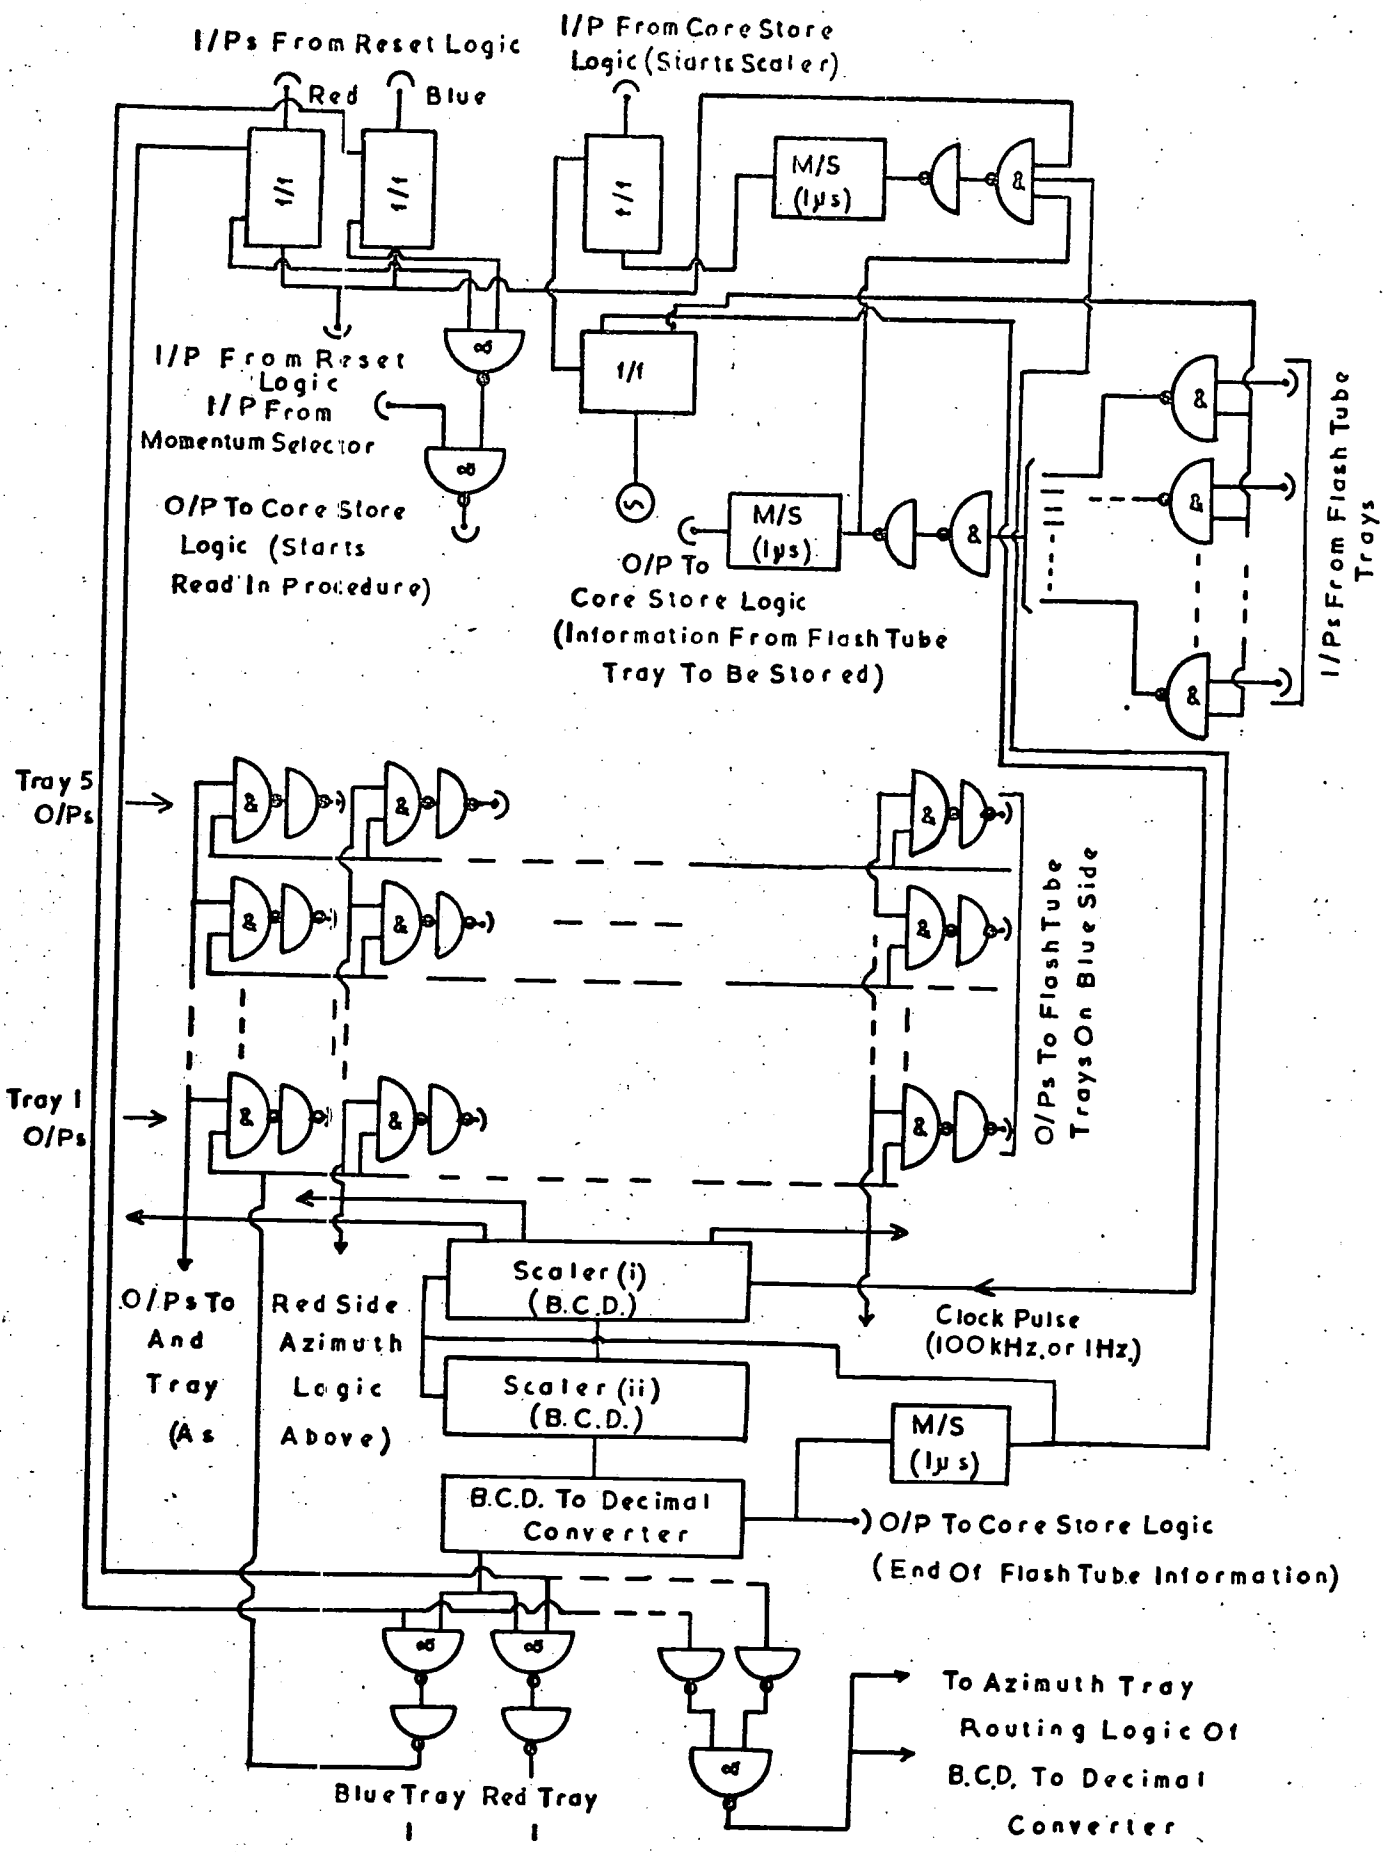 I/Ps From Reset Logic
I/P From Core Store
Logic (Starts Scaler)
Red
Blue
f/f
f/f
f/f
M/S
(1µs)
&
&
f/f
I/P From Reset
Logic
I/P From
Momentum Selector
&
O/P To Core Store
Logic (Starts
Read In Procedure)
M/S
(1µs)
&
O/P To
Core Store Logic
(Information From Flash Tube
Tray To Be Stored)
&
&
&
I/Ps From Flash Tube
Trays
Tray 5
O/Ps
&
&
&
&
&
&
Tray 1
O/Ps
&
&
&
O/Ps To Flash Tube
Trays On Blue Side
Scaler (i)
(B.C.D.)
Clock Pulse
(100 kHz. or 1Hz.)
O/Ps To Red Side
And Azimuth
Tray Logic
(As Above)
Scaler (ii)
(B.C.D.)
M/S
(1µs)
B.C.D. To Decimal
Converter
O/P To Core Store Logic
(End Of Flash Tube Information)
&
&
&
Blue Tray
1
Red Tray
1
To Azimuth Tray
Routing Logic Of
B.C.D. To Decimal
Converter